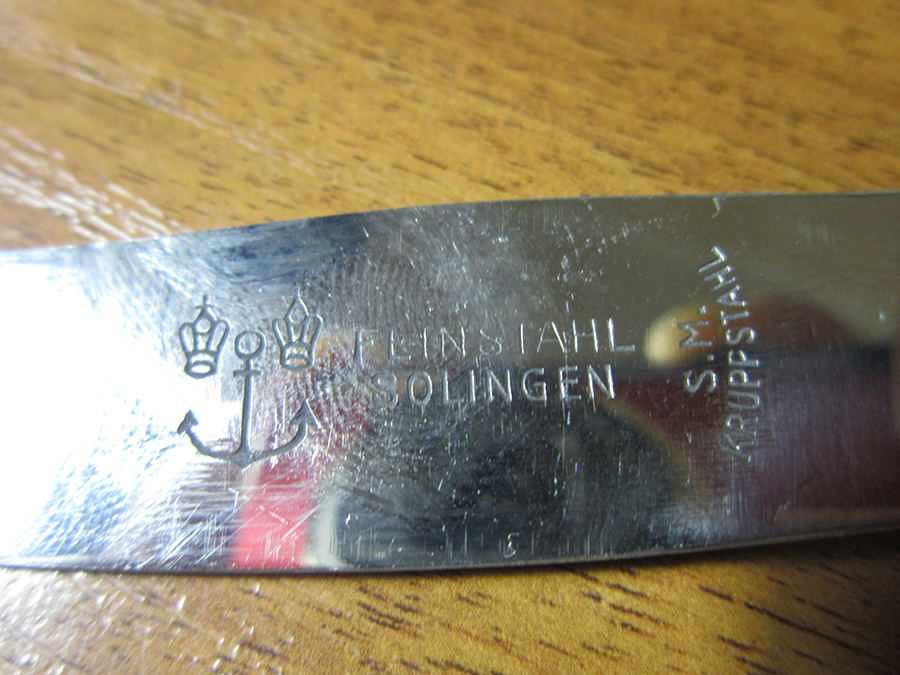 FEINSTAHL
SOLINGEN
S.M.
KRUPPSTAHL